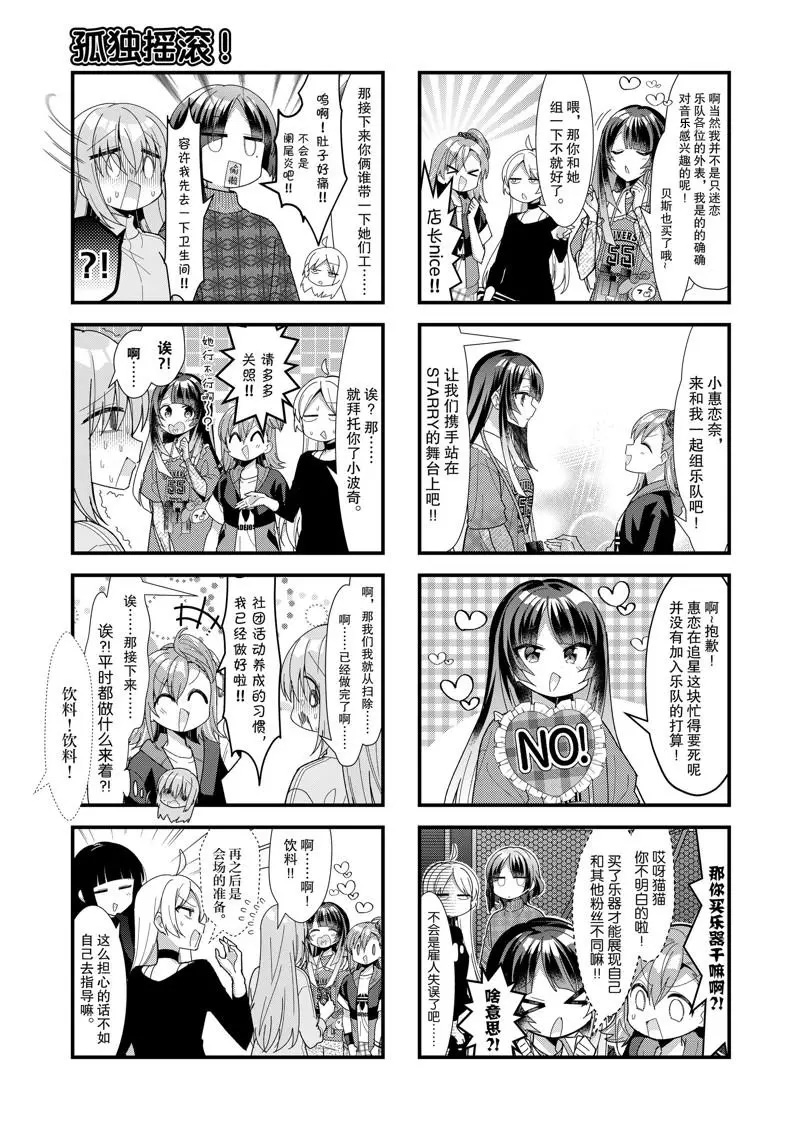 孤独摇滚！
啊当然我并不是只迷恋
乐队各位的外表，我是的的确确
对音乐感兴趣的呢！
贝斯也买了哦~
喂，那你和她
组一下不就好了。
店长nice!!
小惠恋奈，
来和我一起组乐队吧！
让我们携手站在
STARRY的舞台上吧!!
啊~抱歉！
惠恋在追星这块忙得要死呢
并没有加入乐队的打算！
NO!
那你买乐器干嘛啊?!
哎呀猫猫
你不明白的啦！
买了乐器才能展现自己
和其他粉丝不同嘛!!
啥意思?!
不会是雇人失误了吧……
那接下来你俩谁带一下她们工……
呜啊！肚子好痛!!
不会是
阑尾炎吧!!
偷懒
容许我先去一下卫生间!!
?!
诶？那……
就拜托你了小波奇。
请多多
关照!!
她行不行啊~？
诶?!
啊……
啊，那我们我就从扫除
……已经做完了啊……
社团活动养成的习惯，
我已经做好啦!!
诶……那接下来……
诶?!平时都做什么来着?!
饮料！饮料！
啊……啊！
饮料!!
再之后是
会场的准备。
这么担心的话不如
自己去指导嘛。